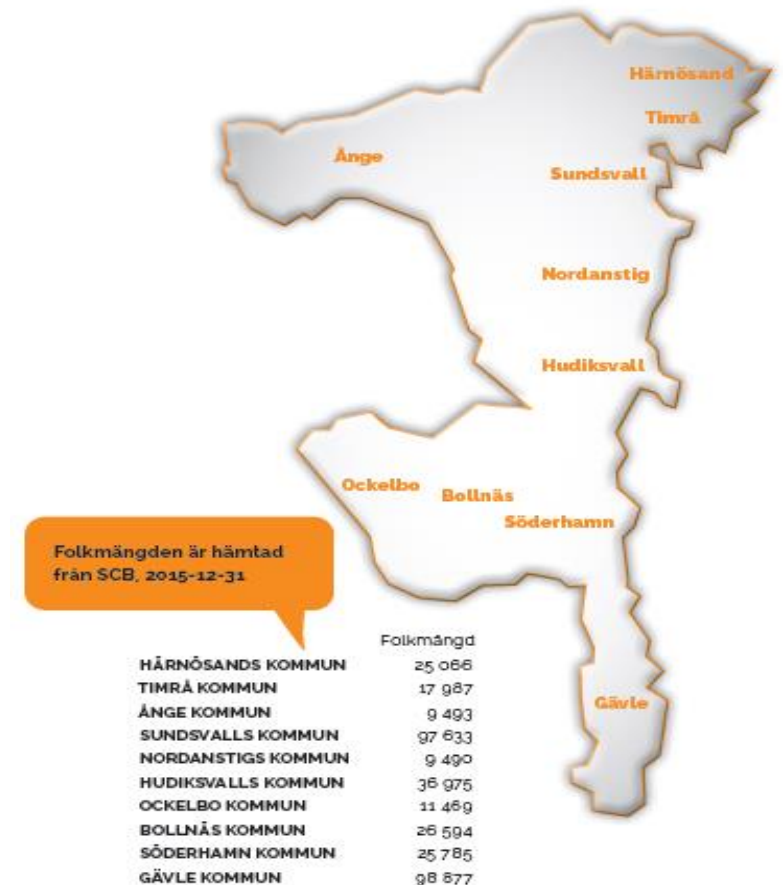 Härnösand
Timrå
Ånge
Sundsvall
Nordanstig
Hudiksvall
Ockelbo
Bollnäs
Söderhamn
Gävle
Folkmängden är hämtad
från SCB, 2015-12-31
Folkmängd
HÄRNÖSANDS KOMMUN 25 066
TIMRÅ KOMMUN 17 987
ÅNGE KOMMUN 9 493
SUNDSVALLS KOMMUN 97 633
NORDANSTIGS KOMMUN 9 490
HUDIKSVALLS KOMMUN 36 975
OCKELBO KOMMUN 11 469
BOLLNÄS KOMMUN 26 594
SÖDERHAMN KOMMUN 25 785
GÄVLE KOMMUN 98 877